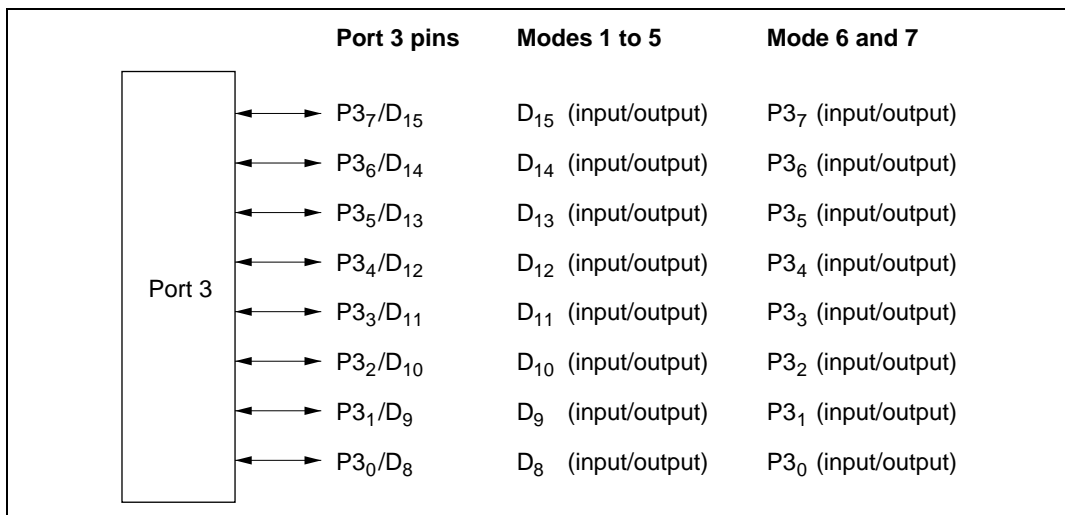 Port 3 pins Modes 1 to 5 Mode 6 and 7
P3₇/D₁₅ D₁₅ (input/output) P3₇ (input/output)
P3₆/D₁₄ D₁₄ (input/output) P3₆ (input/output)
P3₅/D₁₃ D₁₃ (input/output) P3₅ (input/output)
P3₄/D₁₂ D₁₂ (input/output) P3₄ (input/output)
Port 3
P3₃/D₁₁ D₁₁ (input/output) P3₃ (input/output)
P3₂/D₁₀ D₁₀ (input/output) P3₂ (input/output)
P3₁/D₉ D₉ (input/output) P3₁ (input/output)
P3₀/D₈ D₈ (input/output) P3₀ (input/output)